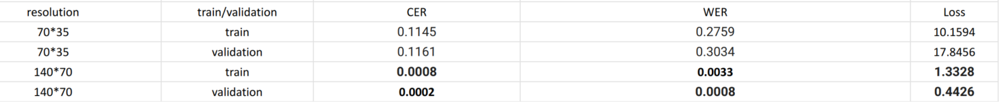 resolution train/validation CER WER Loss
70*35 train 0.1145 0.2759 10.1594
70*35 validation 0.1161 0.3034 17.8456
140*70 train 0.0008 0.0033 1.3328
140*70 validation 0.0002 0.0008 0.4426